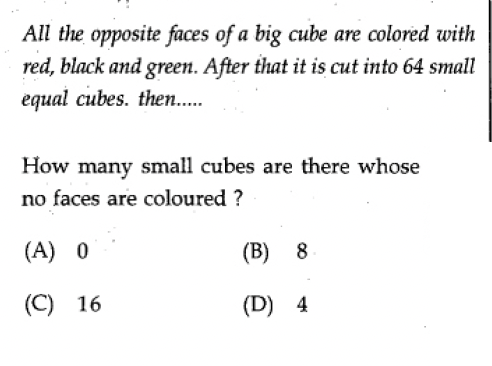 All the opposite faces of a big cube are colored with
red, black and green. After that it is cut into 64 small
equal cubes. then.....
How many small cubes are there whose
no faces are coloured ?
(A) 0 (B) 8
(C) 16 (D) 4